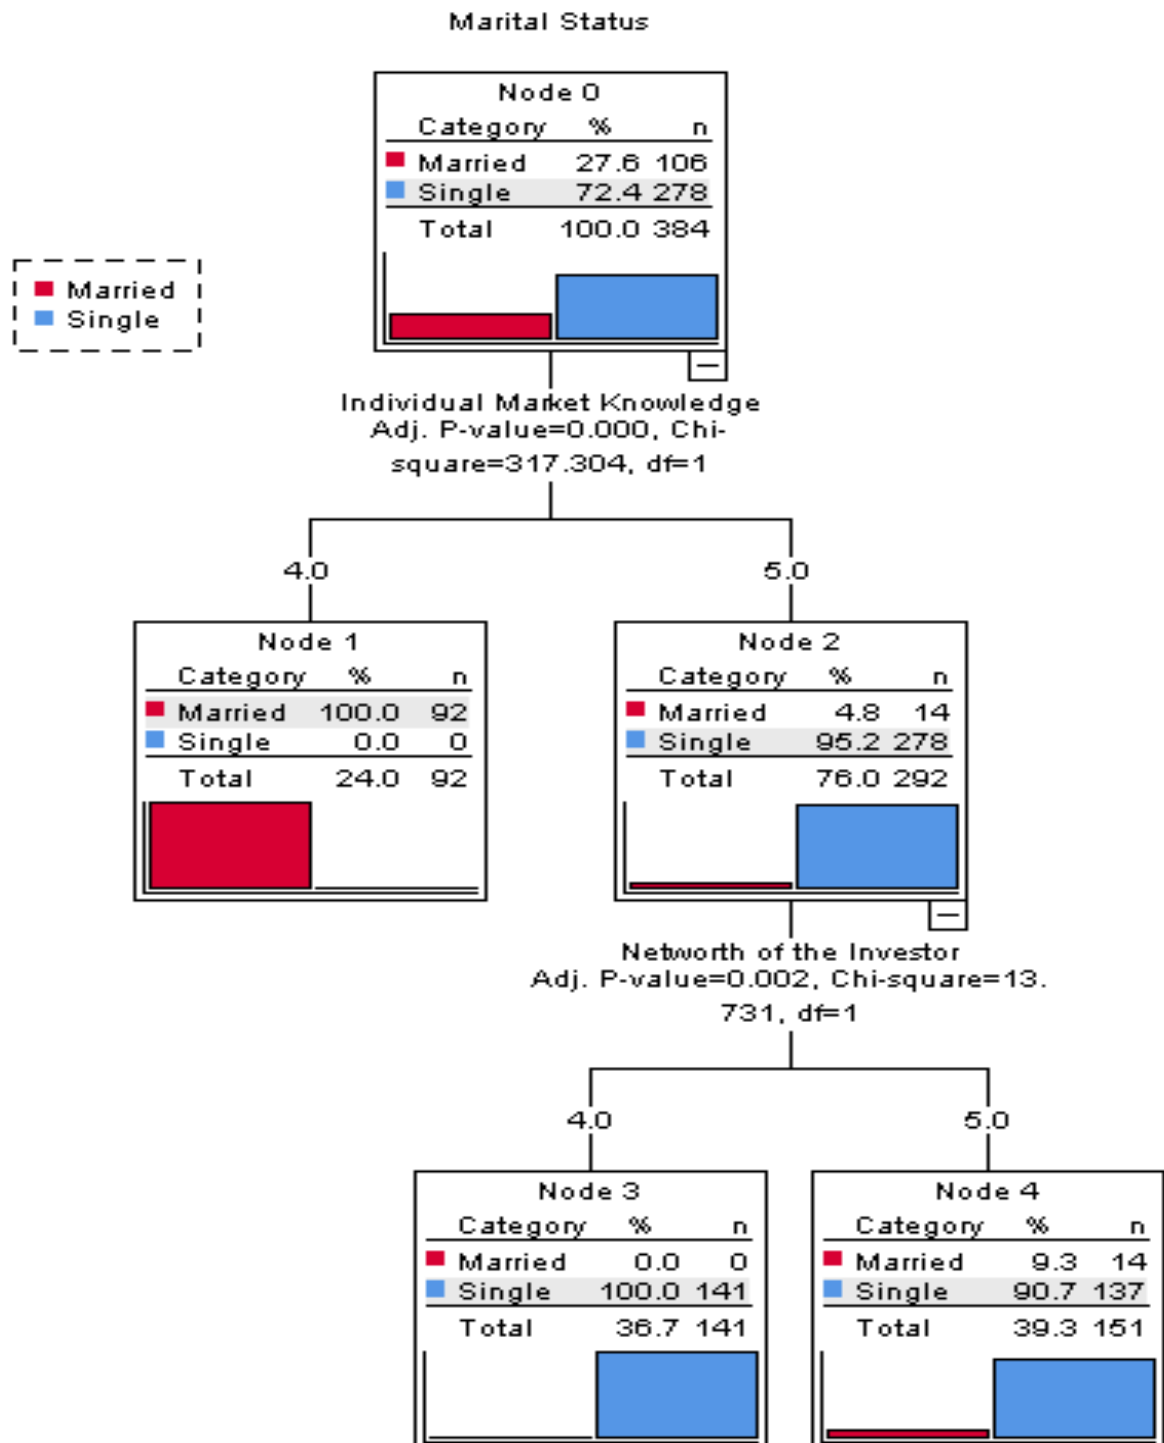 Marital Status
Node 0
Category % n
Married 27.6 106
Single 72.4 278
Total 100.0 384
Married
Single
Individual Market Knowledge
Adj. P-value=0.000, Chi-
square=317.304, df=1
4.0
5.0
Node 1
Category % n
Married 100.0 92
Single 0.0 0
Total 24.0 92
Node 2
Category % n
Married 4.8 14
Single 95.2 278
Total 76.0 292
Networth of the Investor
Adj. P-value=0.002, Chi-square=13.
731, df=1
4.0
5.0
Node 3
Category % n
Married 0.0 0
Single 100.0 141
Total 36.7 141
Node 4
Category % n
Married 9.3 14
Single 90.7 137
Total 39.3 151